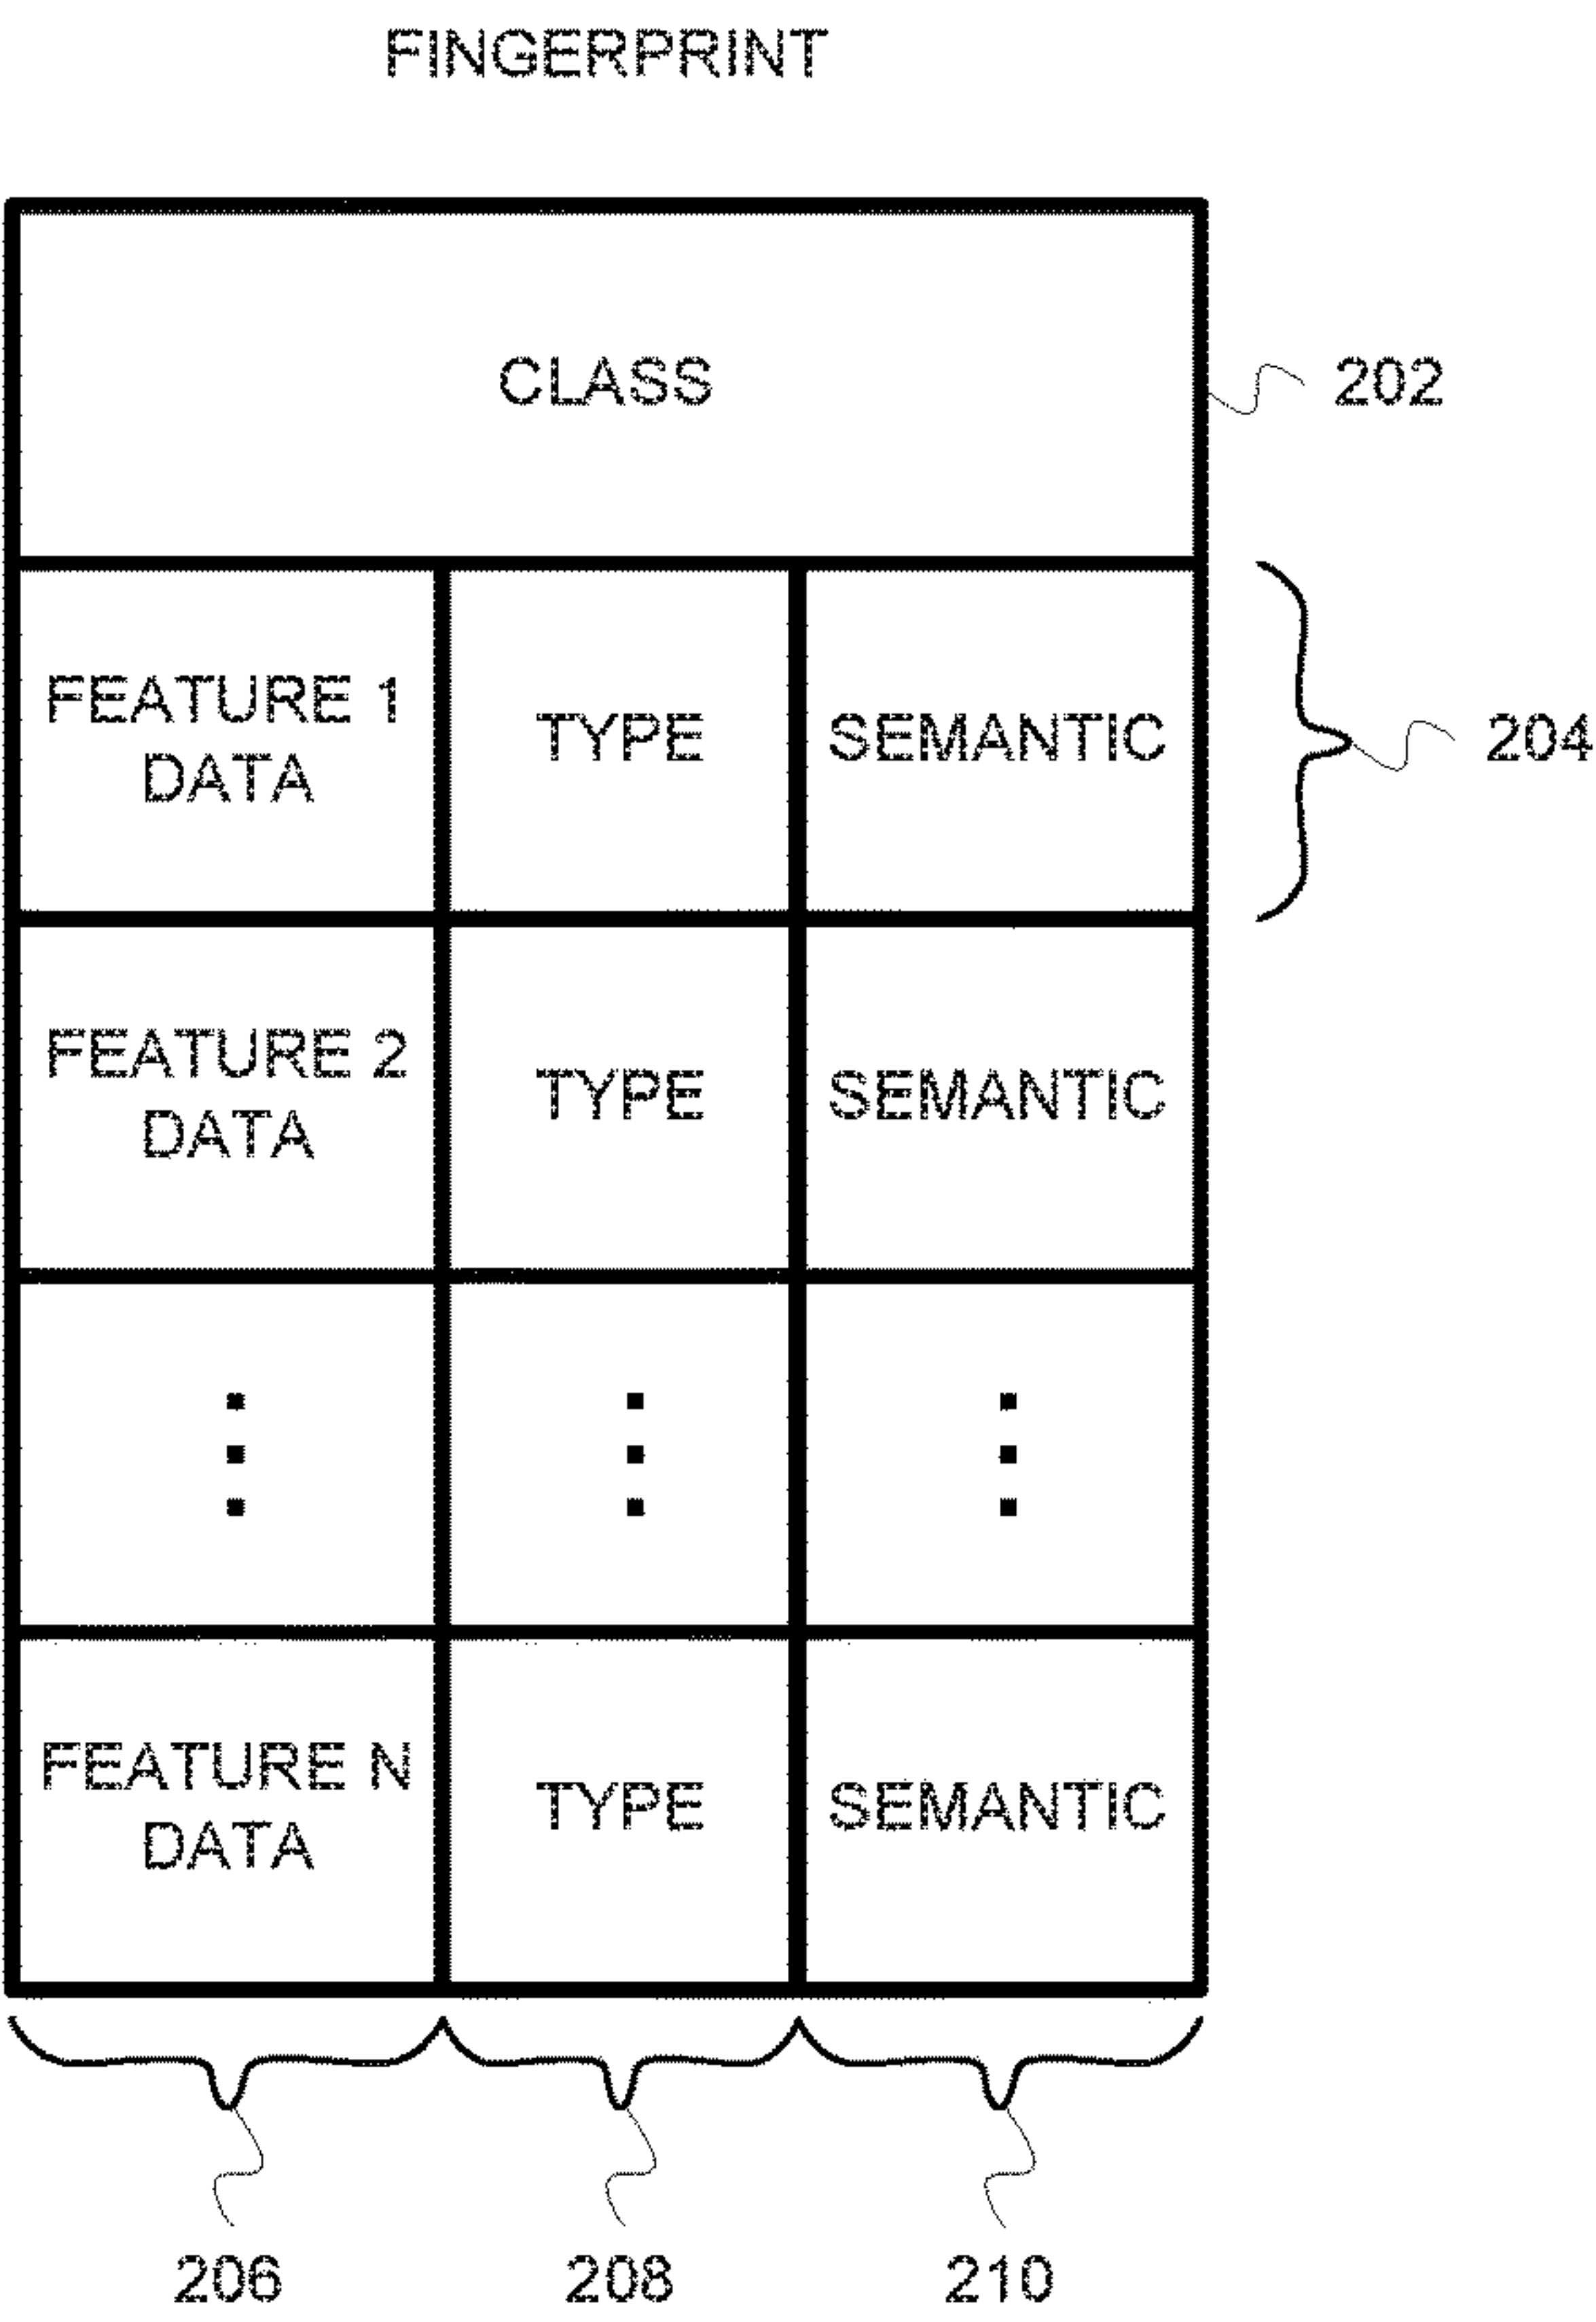 FINGERPRINT
CLASS
202
FEATURE 1
DATA
TYPE
SEMANTIC
204
FEATURE 2
DATA
TYPE
SEMANTIC
FEATURE N
DATA
TYPE
SEMANTIC
206
208
210